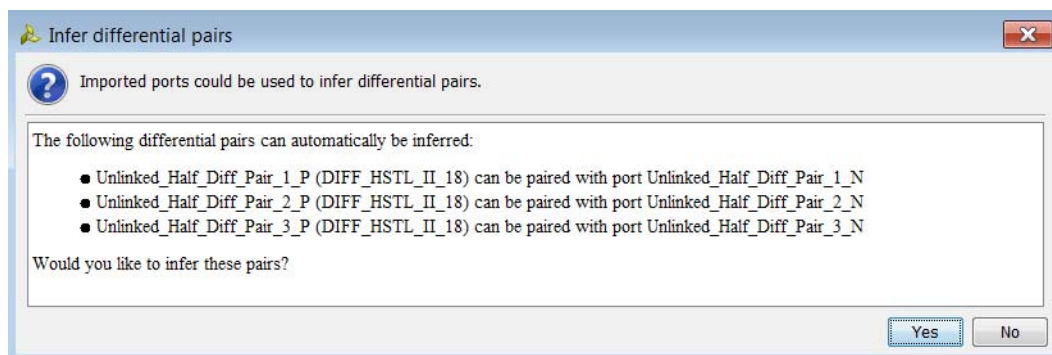 Infer differential pairs
Imported ports could be used to infer differential pairs.
The following differential pairs can automatically be inferred:
● Unlinked_Half_Diff_Pair_1_P (DIFF_HSTL_II_18) can be paired with port Unlinked_Half_Diff_Pair_1_N
● Unlinked_Half_Diff_Pair_2_P (DIFF_HSTL_II_18) can be paired with port Unlinked_Half_Diff_Pair_2_N
● Unlinked_Half_Diff_Pair_3_P (DIFF_HSTL_II_18) can be paired with port Unlinked_Half_Diff_Pair_3_N
Would you like to infer these pairs?
Yes No